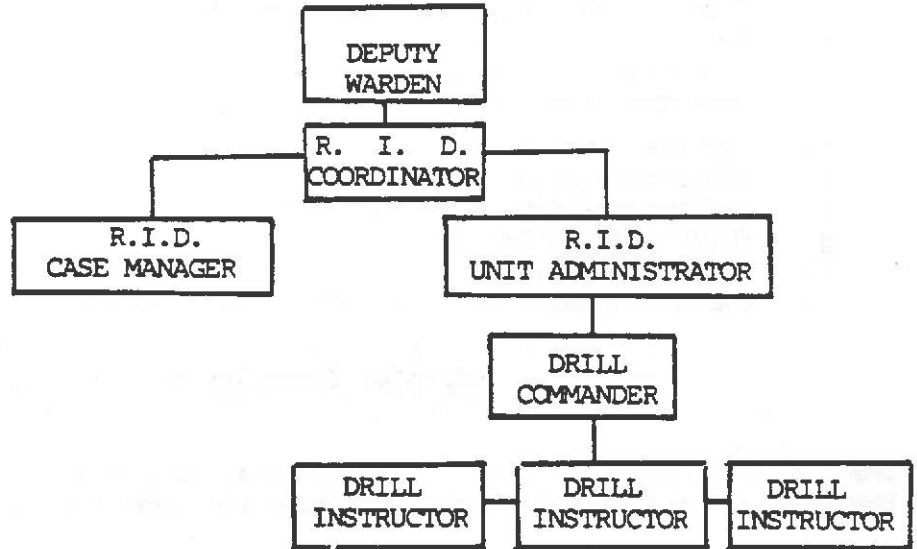 DEPUTY
WARDEN
R. I. D.
COORDINATOR
R.I.D.
CASE MANAGER
R.I.D.
UNIT ADMINISTRATOR
DRILL
COMMANDER
DRILL
INSTRUCTOR
DRILL
INSTRUCTOR
DRILL
INSTRUCTOR